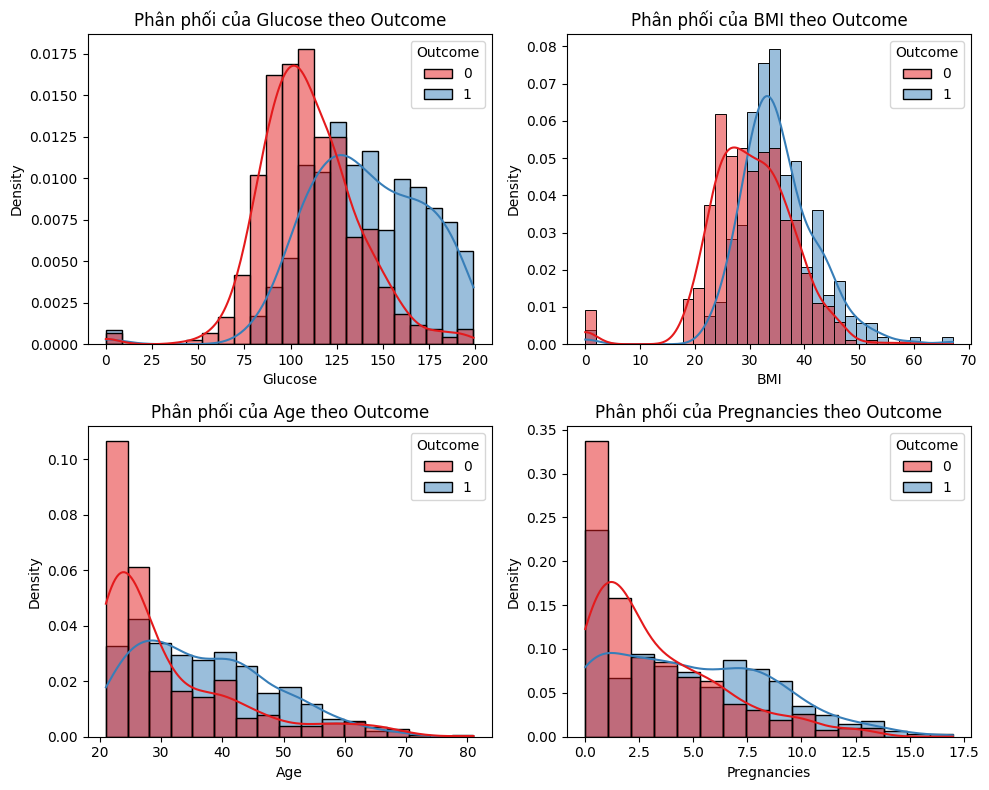 Phân phối của Glucose theo Outcome
0.0175
0.0150
0.0125
0.0100
0.0075
0.0050
0.0025
0.0000
Density
0 25 50 75 100 125 150 175 200
Glucose
Outcome
0
1
Phân phối của BMI theo Outcome
0.08
0.07
0.06
0.05
0.04
0.03
0.02
0.01
0.00
Density
0 10 20 30 40 50 60 70
BMI
Outcome
0
1
Phân phối của Age theo Outcome
0.10
0.08
0.06
0.04
0.02
0.00
Density
20 30 40 50 60 70 80
Age
Outcome
0
1
Phân phối của Pregnancies theo Outcome
0.35
0.30
0.25
0.20
0.15
0.10
0.05
0.00
Density
0.0 2.5 5.0 7.5 10.0 12.5 15.0 17.5
Pregnancies
Outcome
0
1